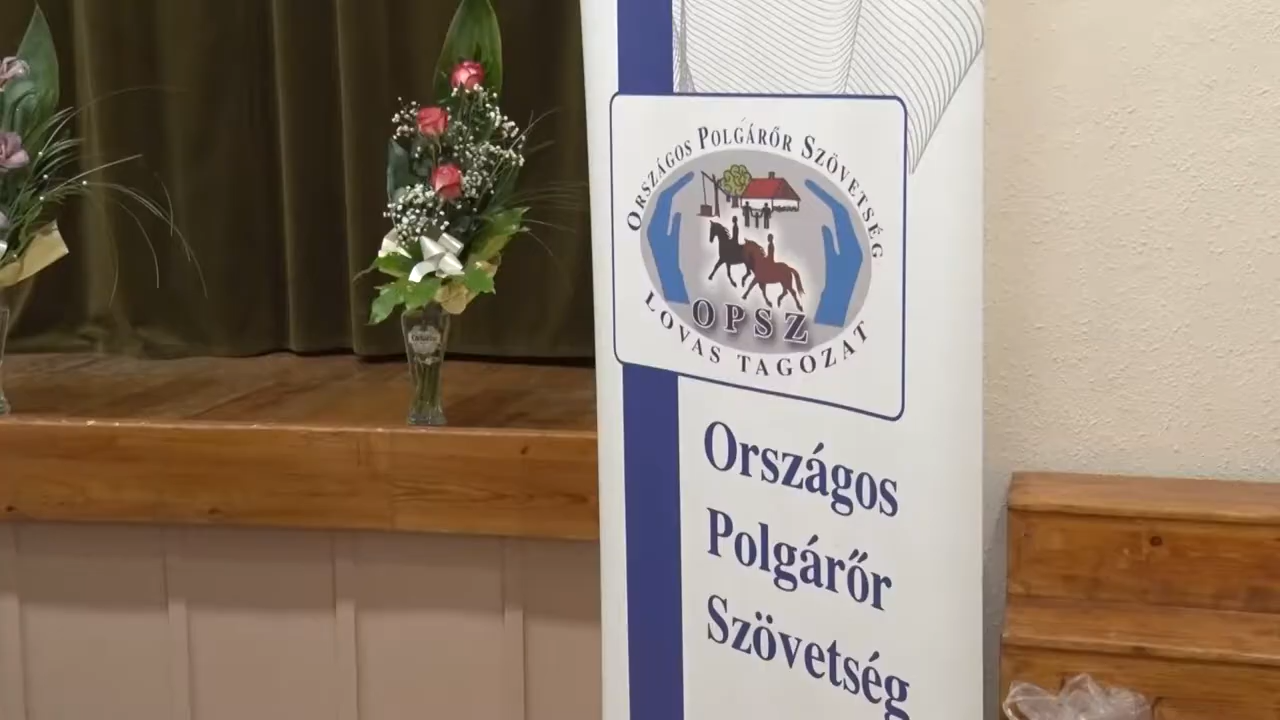 ORSZÁGOS POLGÁRŐR SZÖVETSÉG
OPSZ
LOVAS TAGOZAT
Országos
Polgárőr
Szövetség